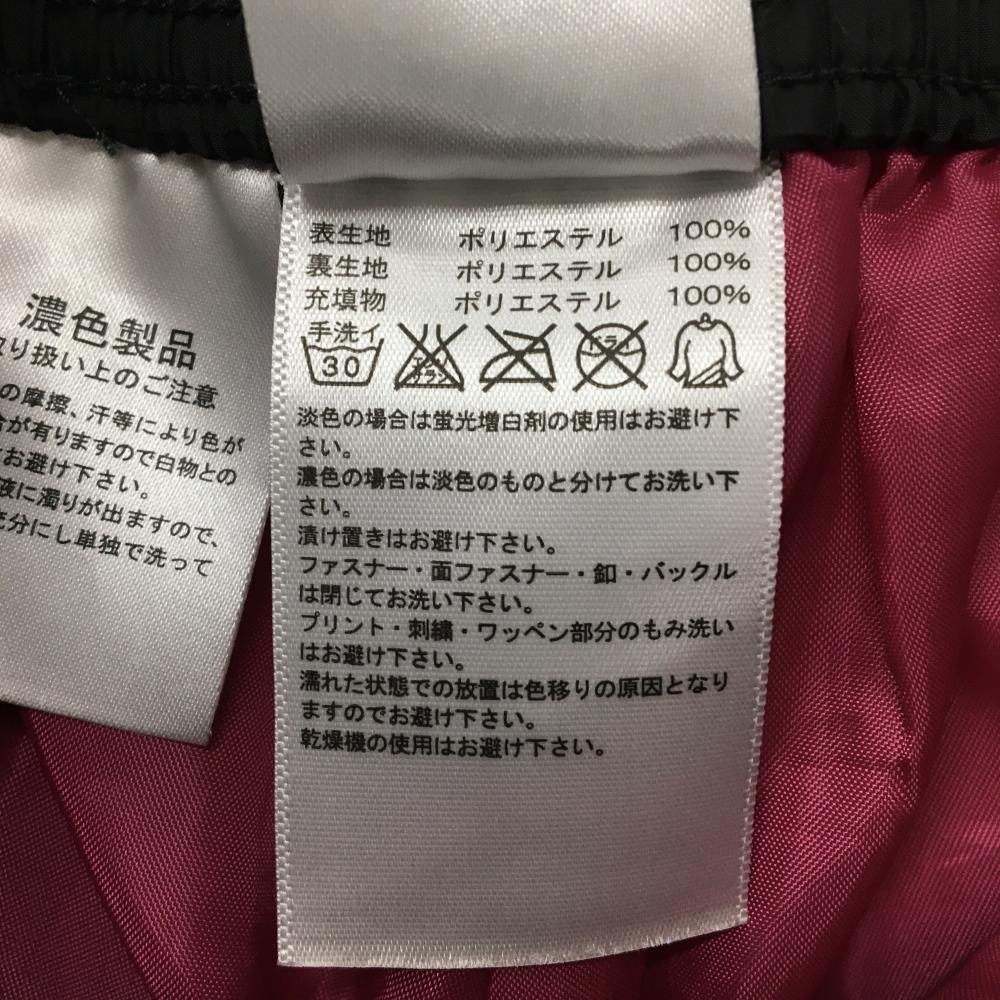 濃色製品
取り扱い上のご注意
の摩擦、汗等により色が
が有りますので白物との
お避け下さい。
液に濁りが出ますので、
充分にし単独で洗って
表生地 ポリエステル 100%
裏生地 ポリエステル 100%
充填物 ポリエステル 100%
手洗イ
30 エンソ サラシ ドライ
淡色の場合は蛍光増白剤の使用はお避け下
さい。
濃色の場合は淡色のものと分けてお洗い下
さい。
漬け置きはお避け下さい。
ファスナー・面ファスナー・釦・バックル
は閉じてお洗い下さい。
プリント・刺繍・ワッペン部分のもみ洗い
はお避け下さい。
濡れた状態での放置は色移りの原因となり
ますのでお避け下さい。
乾燥機の使用はお避け下さい。